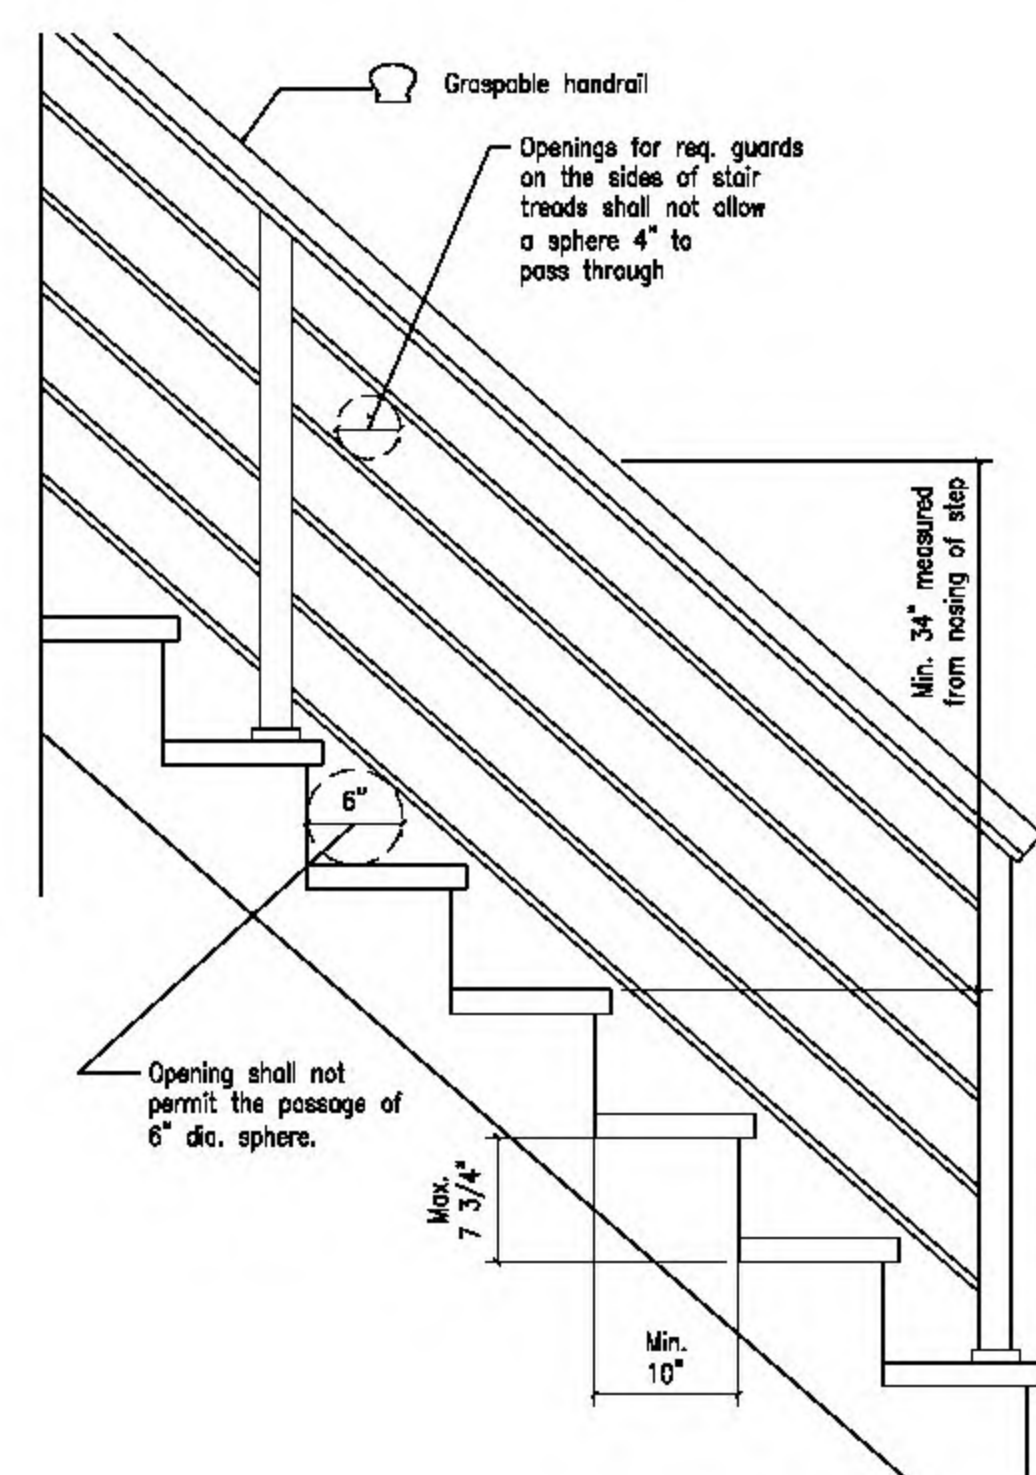 Graspable handrail
Openings for req. guards
on the sides of stair
treads shall not allow
a sphere 4" to
pass through
Min. 34" measured
from nosing of step
6"
Opening shall not
permit the passage of
6" dia. sphere.
Max.
7 3/4"
Min.
10"